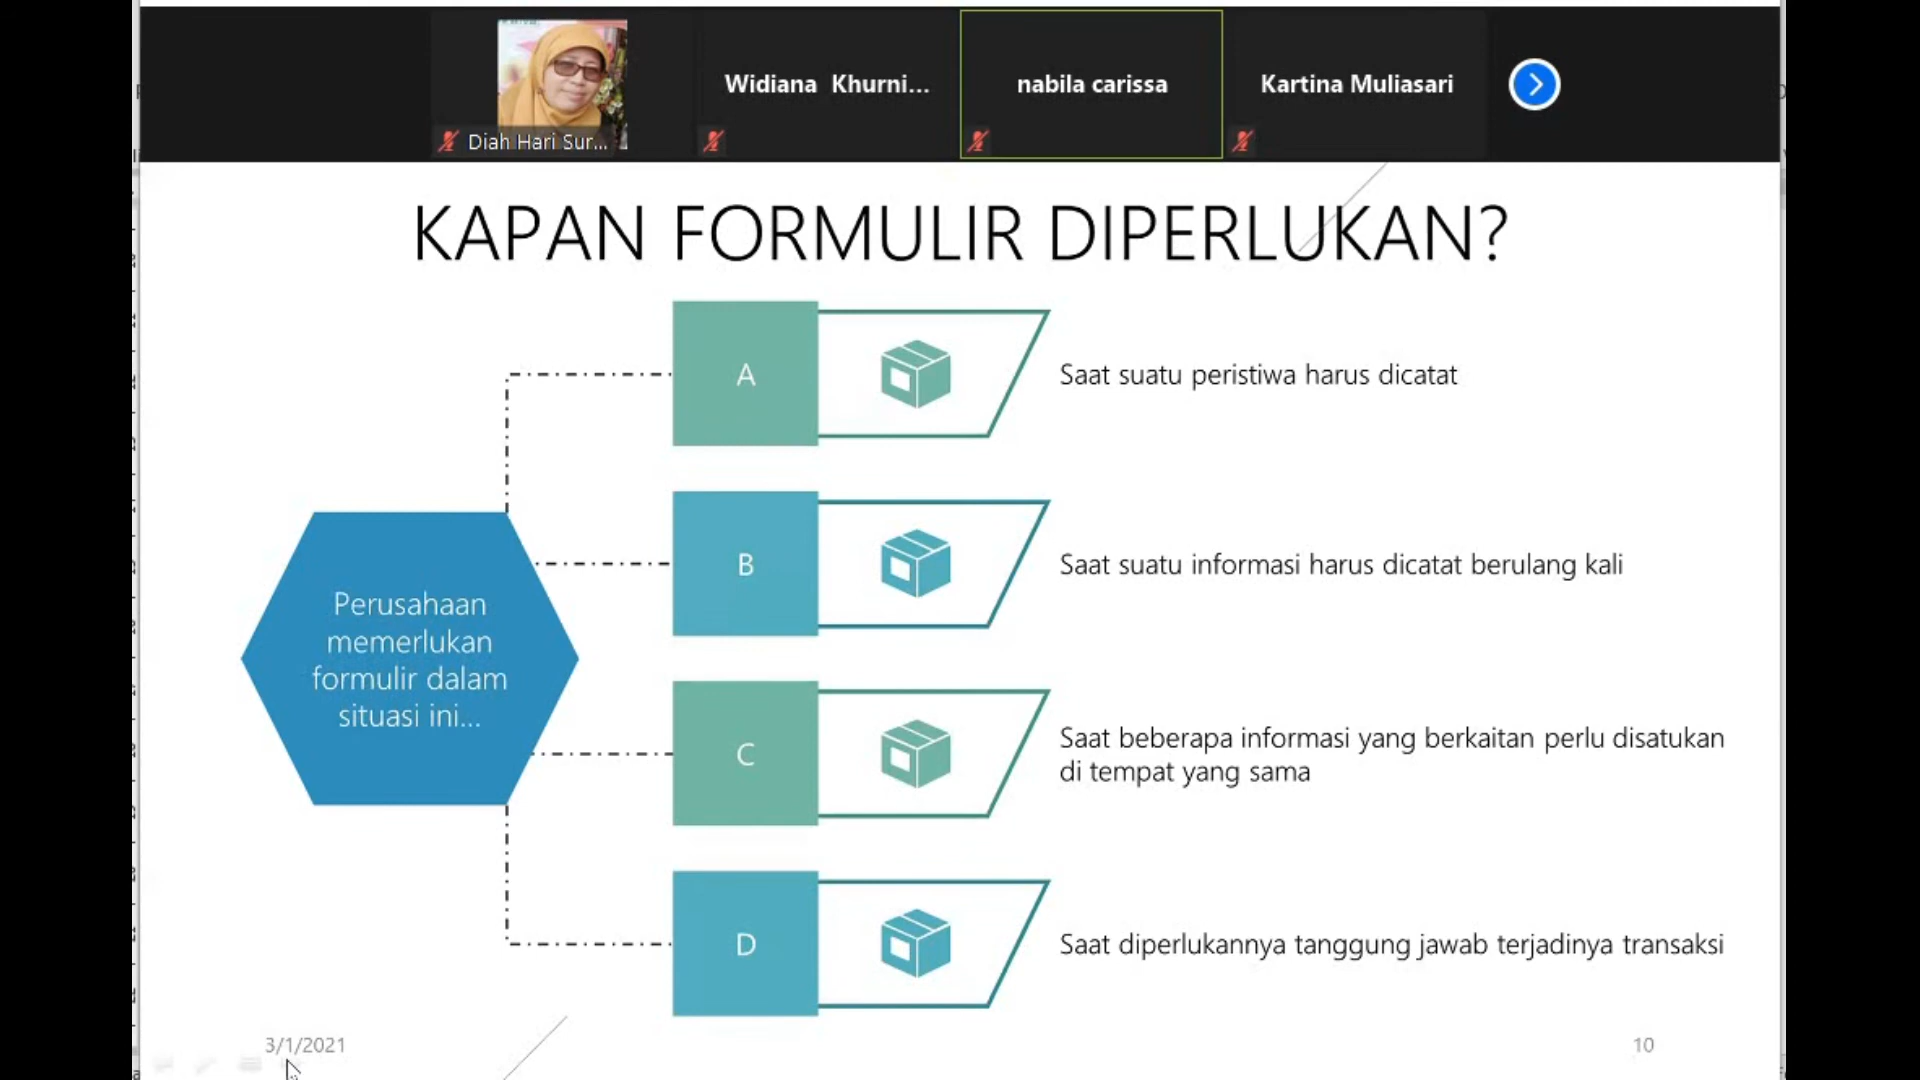 Diah Hari Sur...
Widiana Khurni...
nabila carissa
Kartina Muliasari
KAPAN FORMULIR DIPERLUKAN?
Perusahaan
memerlukan
formulir dalam
situasi ini...
A
Saat suatu peristiwa harus dicatat
B
Saat suatu informasi harus dicatat berulang kali
C
Saat beberapa informasi yang berkaitan perlu disatukan
di tempat yang sama
D
Saat diperlukannya tanggung jawab terjadinya transaksi
3/1/2021
10